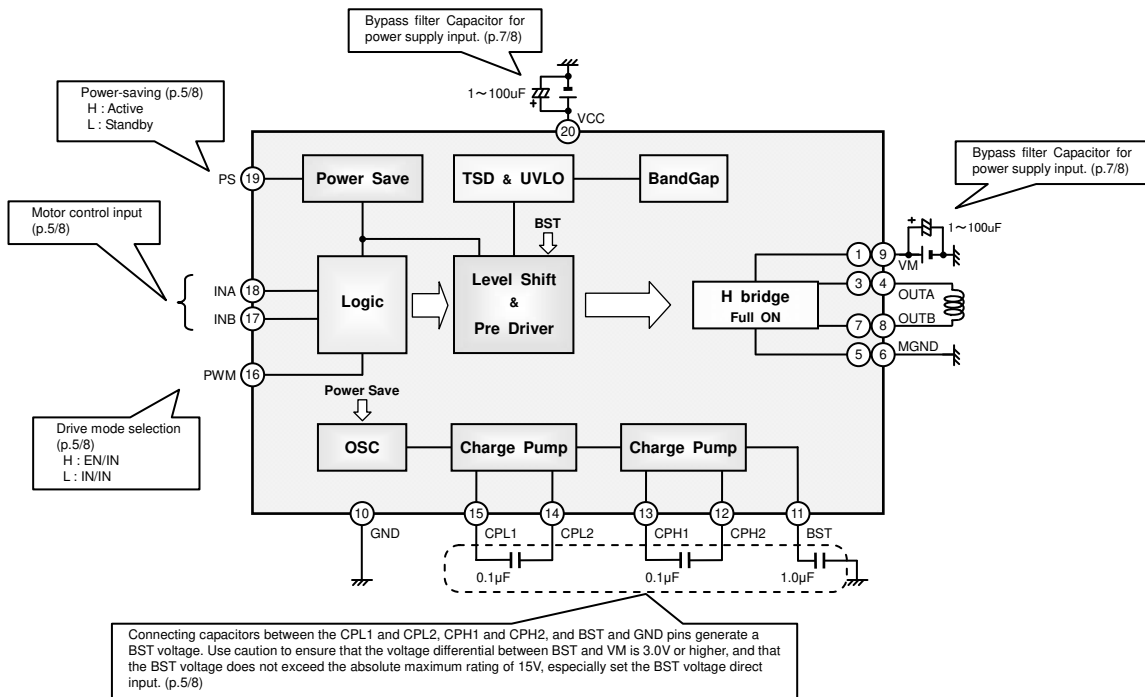 Bypass filter Capacitor for
power supply input. (p.7/8)
Power-saving (p.5/8)
H : Active
L : Standby
1～100uF
+
VCC
20
PS
19
Power Save
TSD & UVLO
BandGap
Bypass filter Capacitor for
power supply input. (p.7/8)
Motor control input
(p.5/8)
BST
+
1～100uF
1
9
VM
INA
18
INB
17
Logic
Level Shift
&
Pre Driver
H bridge
Full ON
3
4
OUTA
7
8
OUTB
5
6
MGND
PWM
16
Power Save
Drive mode selection
(p.5/8)
H : EN/IN
L : IN/IN
OSC
Charge Pump
Charge Pump
10
GND
15
CPL1
14
CPL2
13
CPH1
12
CPH2
11
BST
0.1µF
0.1µF
1.0µF
Connecting capacitors between the CPL1 and CPL2, CPH1 and CPH2, and BST and GND pins generate a
BST voltage. Use caution to ensure that the voltage differential between BST and VM is 3.0V or higher, and that
the BST voltage does not exceed the absolute maximum rating of 15V, especially set the BST voltage direct
input. (p.5/8)